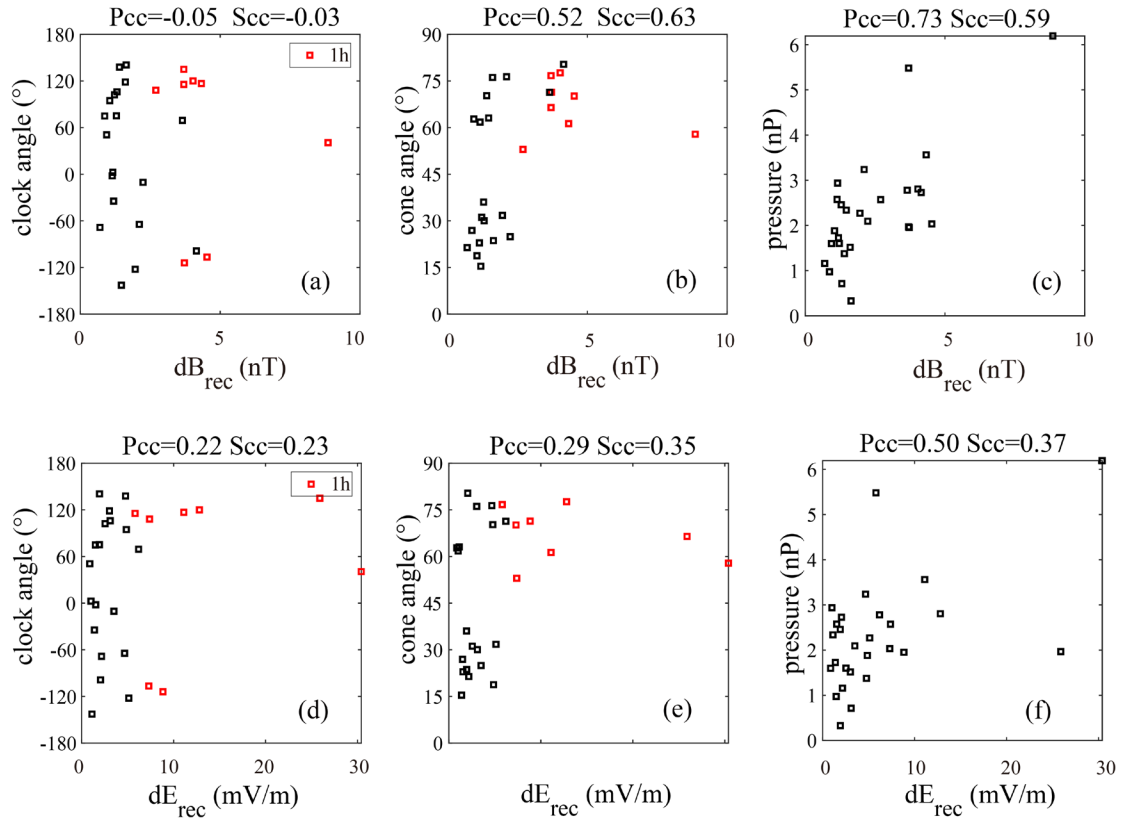 Pcc=-0.05 Scc=-0.03
180
120
60
0
-60
-120
-180
clock angle (°)
1h
(a)
0
5
10
dBrec (nT)
Pcc=0.52 Scc=0.63
90
75
60
45
30
15
0
cone angle (°)
(b)
0
5
10
dBrec (nT)
Pcc=0.73 Scc=0.59
6
5
4
3
2
1
0
pressure (nP)
(c)
0
5
10
dBrec (nT)
Pcc=0.22 Scc=0.23
180
120
60
0
-60
-120
-180
clock angle (°)
1h
(d)
0
10
20
30
dErec (mV/m)
Pcc=0.29 Scc=0.35
90
75
60
45
30
15
0
cone angle (°)
(e)
dErec (mV/m)
Pcc=0.50 Scc=0.37
6
5
4
3
2
1
0
pressure (nP)
(f)
0
10
20
30
dErec (mV/m)